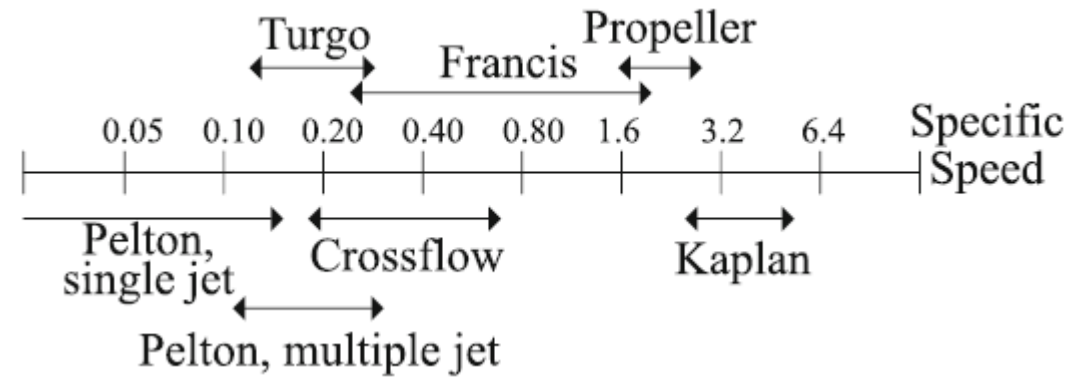 Turgo
Propeller
Francis
0.05 0.10 0.20 0.40 0.80 1.6 3.2 6.4
Specific
Speed
Pelton,
single jet
Crossflow
Kaplan
Pelton, multiple jet